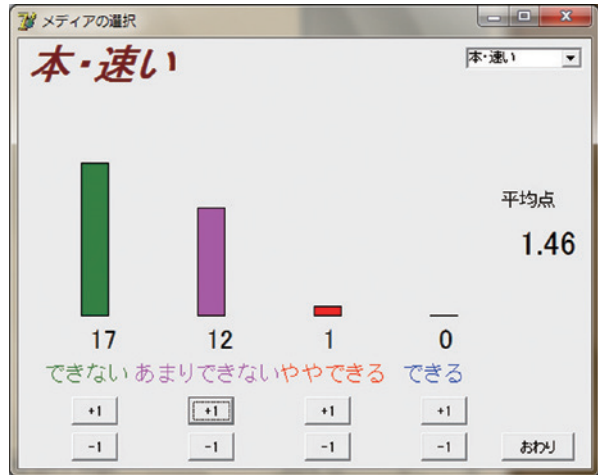 メディアの選択
本・速い
本・速い
平均点
1.46
17 12 1 0
できない あまりできない ややできる できる
+1 +1 +1 +1
-1 -1 -1 -1 おわり